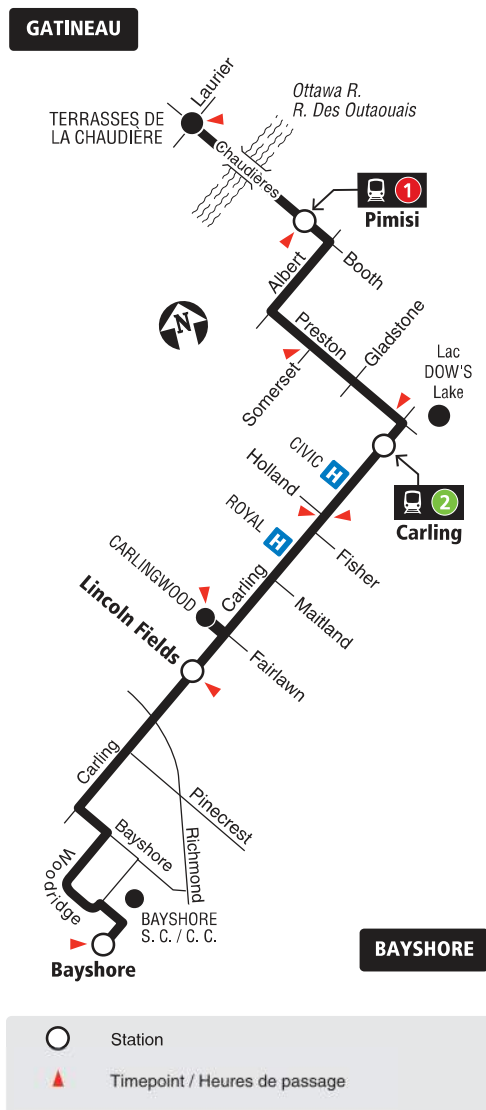 GATINEAU
Laurier
Ottawa R.
R. Des Outaouais
TERRASSES DE
LA CHAUDIÈRE
Chaudières
1
Pimisi
Booth
Albert
Preston
Gladstone
N
Somerset
Lac
DOW'S
Lake
CIVIC
H
Holland
2
Carling
ROYAL
H
Fisher
CARLINGWOOD
Carling
Maitland
Lincoln Fields
Fairlawn
Carling
Pinecrest
Bayshore
Richmond
Woodridge
BAYSHORE
S. C. / C. C.
Bayshore
BAYSHORE
Station
Timepoint / Heures de passage